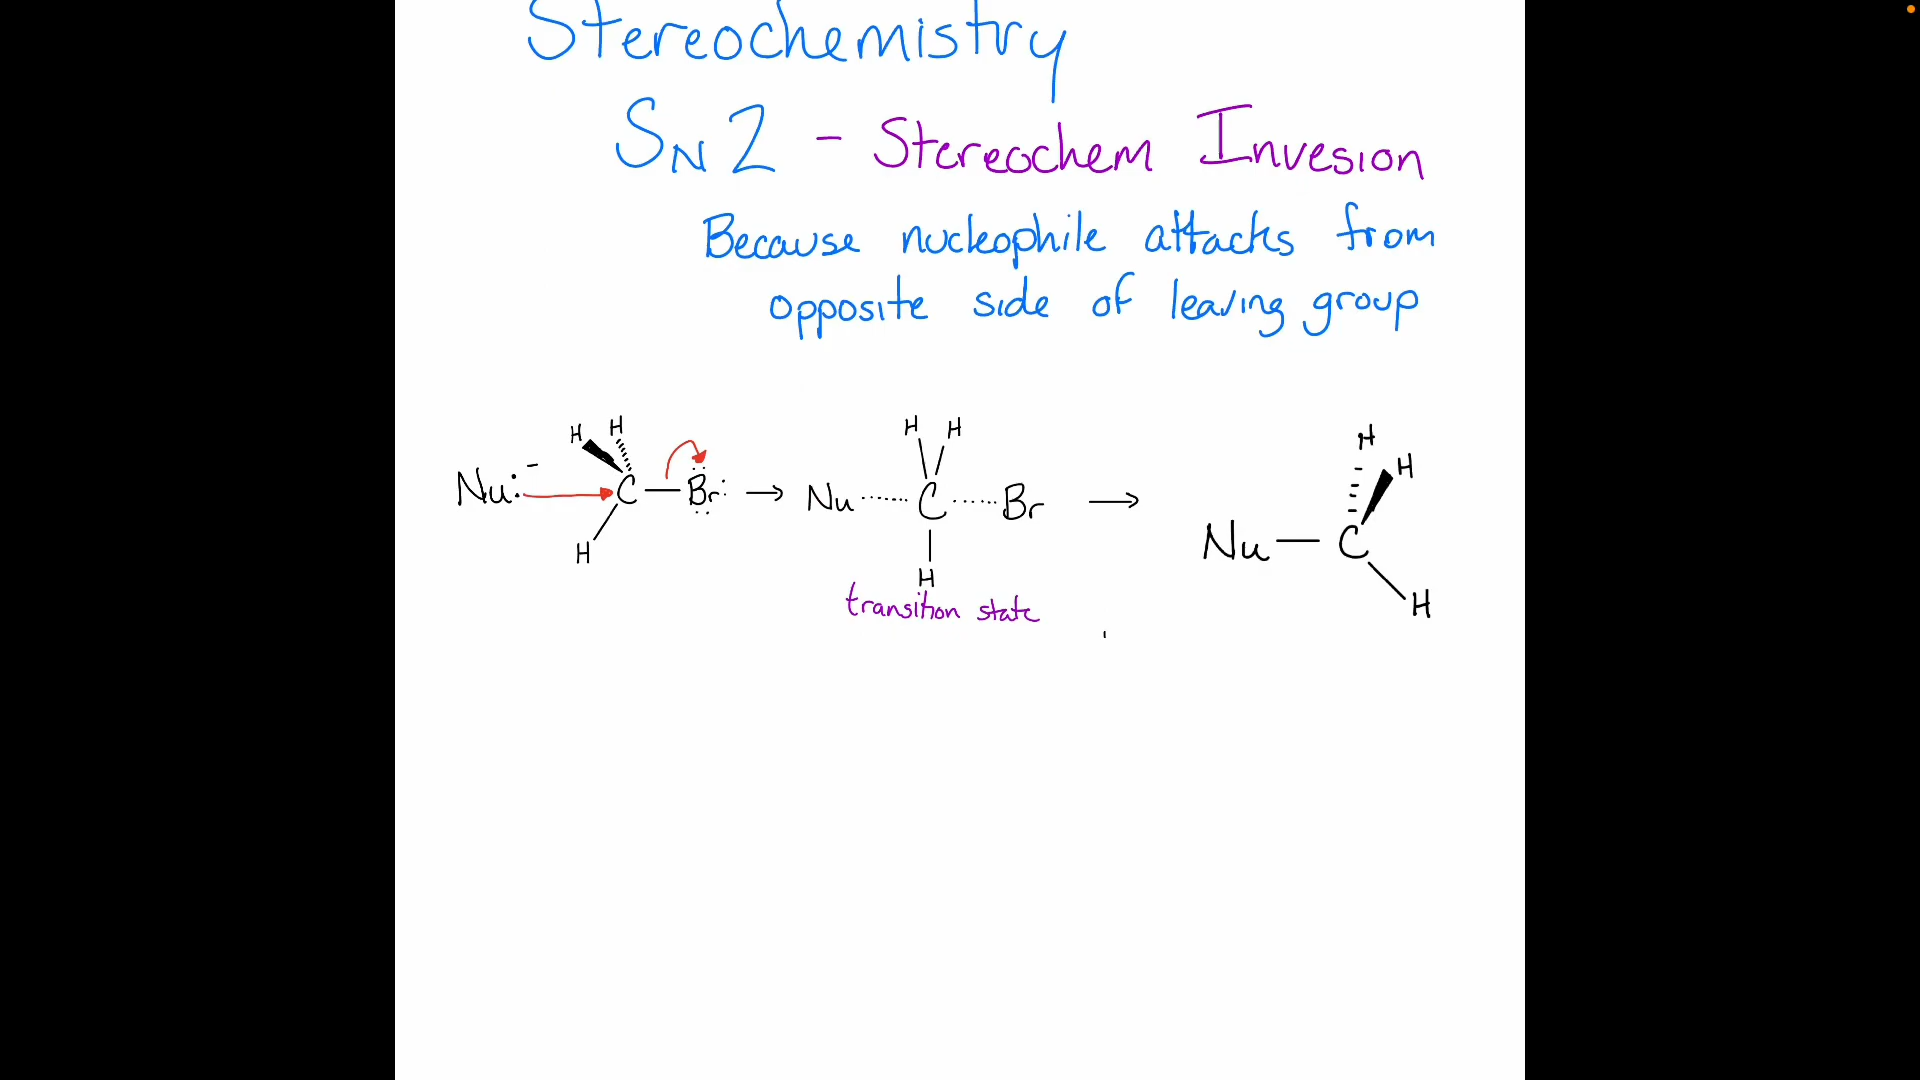 Stereochemistry
SN2 - Stereochem Invesion
Because nucleophile attacks from
opposite side of leaving group
H H H H H
Nu:⁻ C Br Nu C Br H
H Nu C
H H
transition state